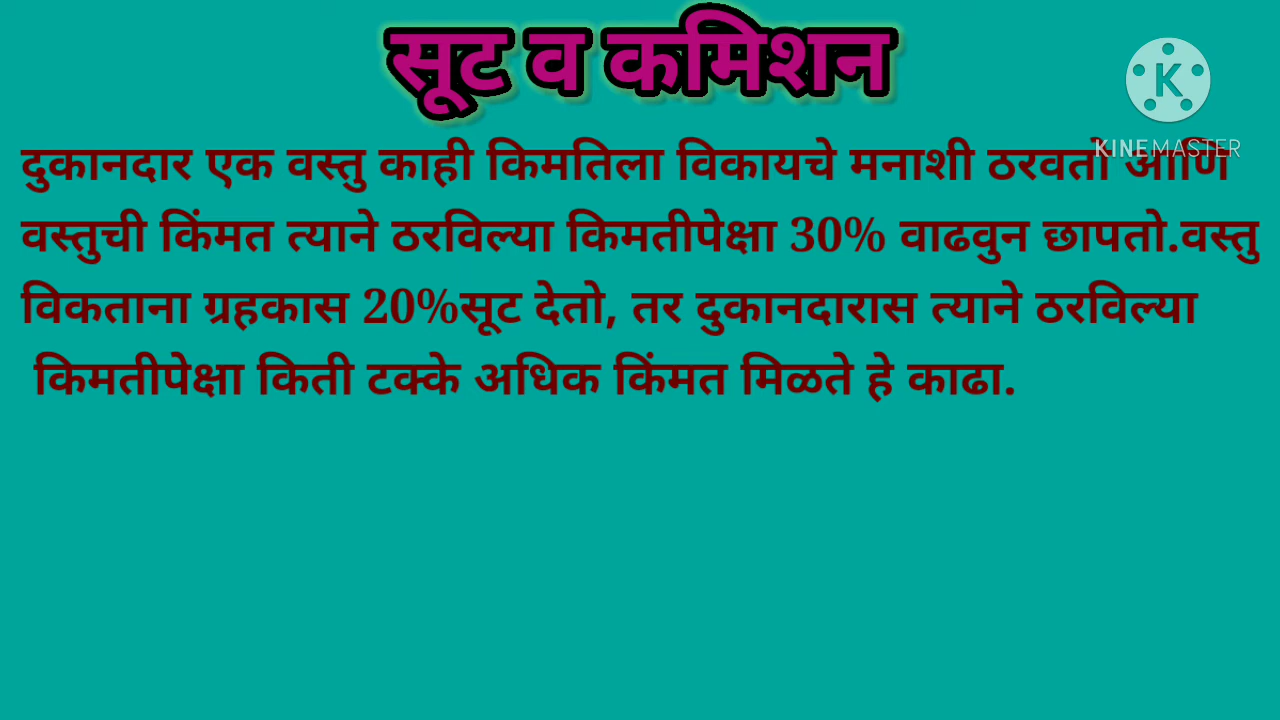 सूट व कमिशन
K
KINEMASTER
दुकानदार एक वस्तु काही किमतिला विकायचे मनाशी ठरवतो आणि
वस्तुची किंमत त्याने ठरविल्या किमतीपेक्षा 30% वाढवुन छापतो.वस्तु
विकताना ग्रहकास 20%सूट देतो, तर दुकानदारास त्याने ठरविल्या
किमतीपेक्षा किती टक्के अधिक किंमत मिळते हे काढा.